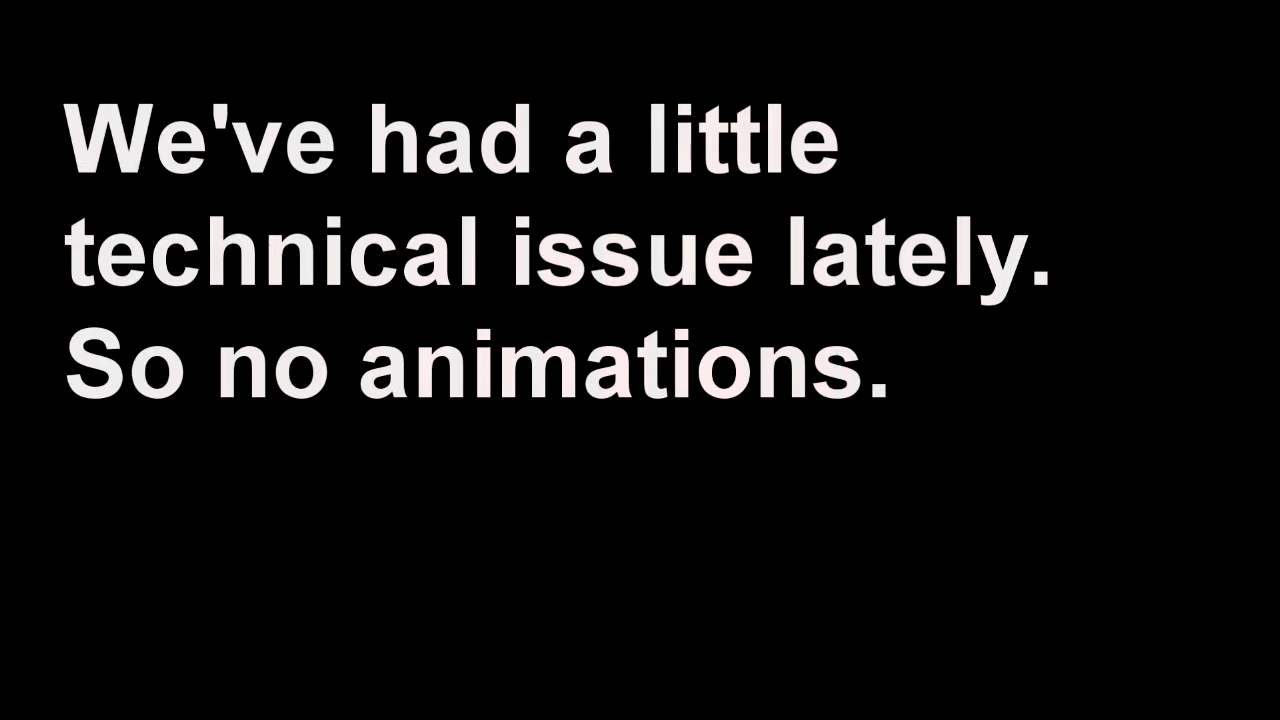 We've had a little
technical issue lately.
So no animations.